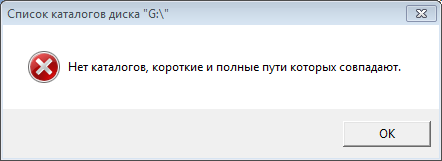 Список каталогов диска "G:\"
Нет каталогов, короткие и полные пути которых совпадают.
OK